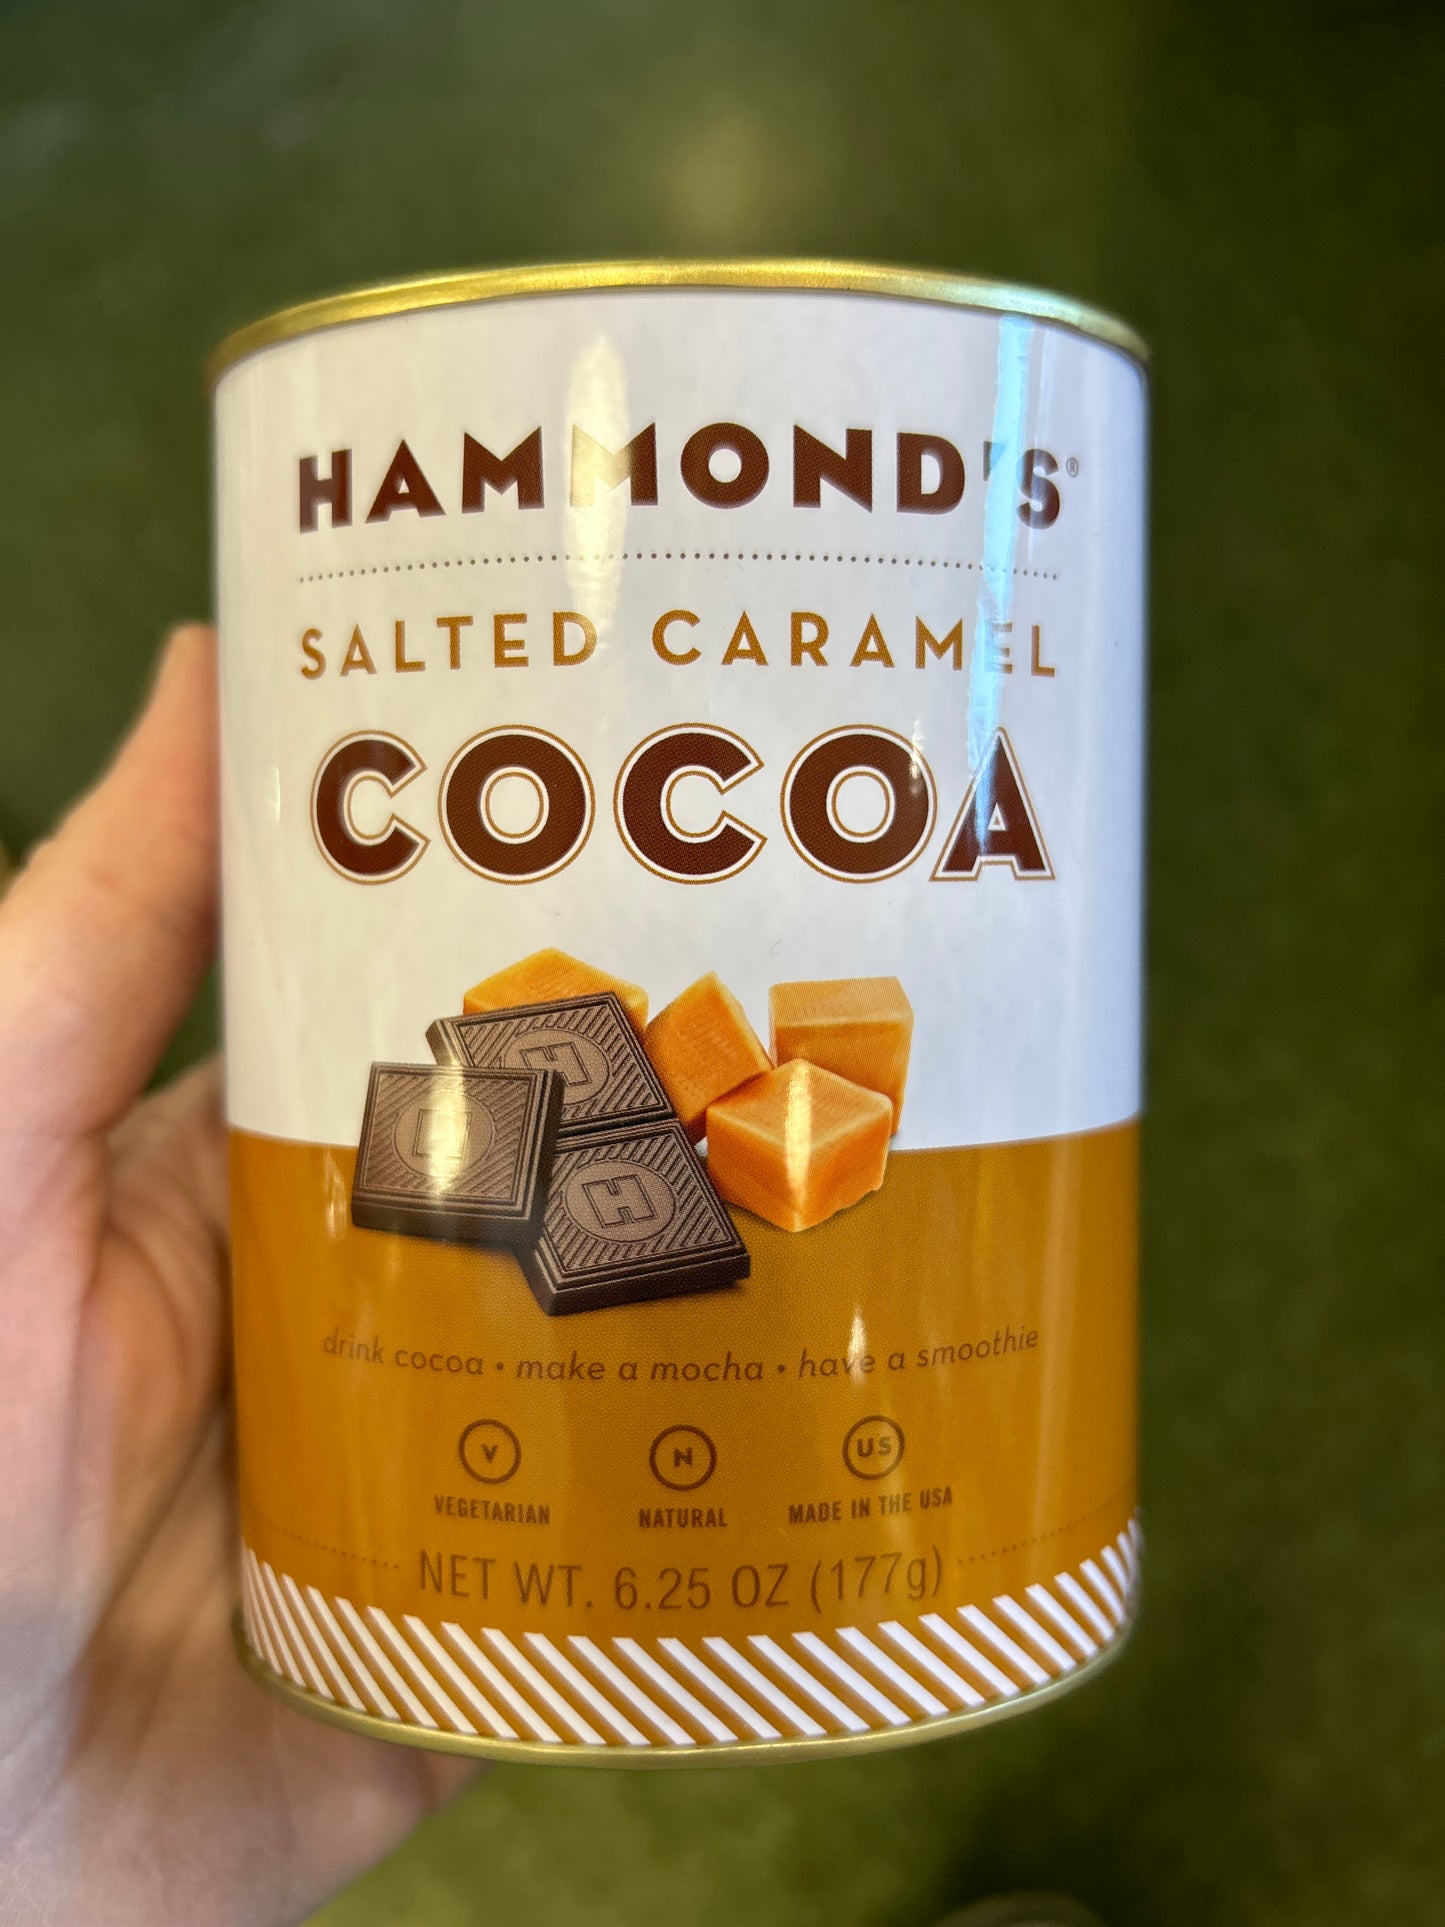 HAMMOND'S®
SALTED CARAMEL
COCOA
H
H
drink cocoa • make a mocha • have a smoothie
V N US
VEGETARIAN NATURAL MADE IN THE USA
NET WT. 6.25 OZ (177g)